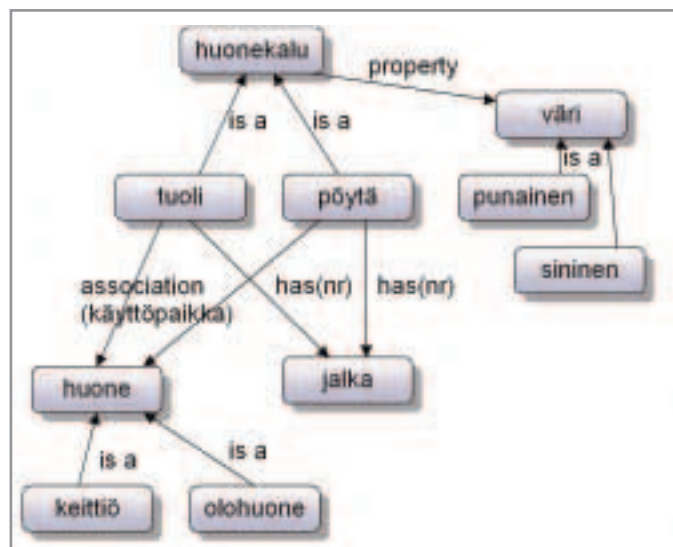 huonekalu
property
väri
is a
is a
is a
tuoli
pöytä
punainen
sininen
association
(käyttöpaikka)
has(nr)
has(nr)
huone
jalka
is a
is a
keittiö
olohuone